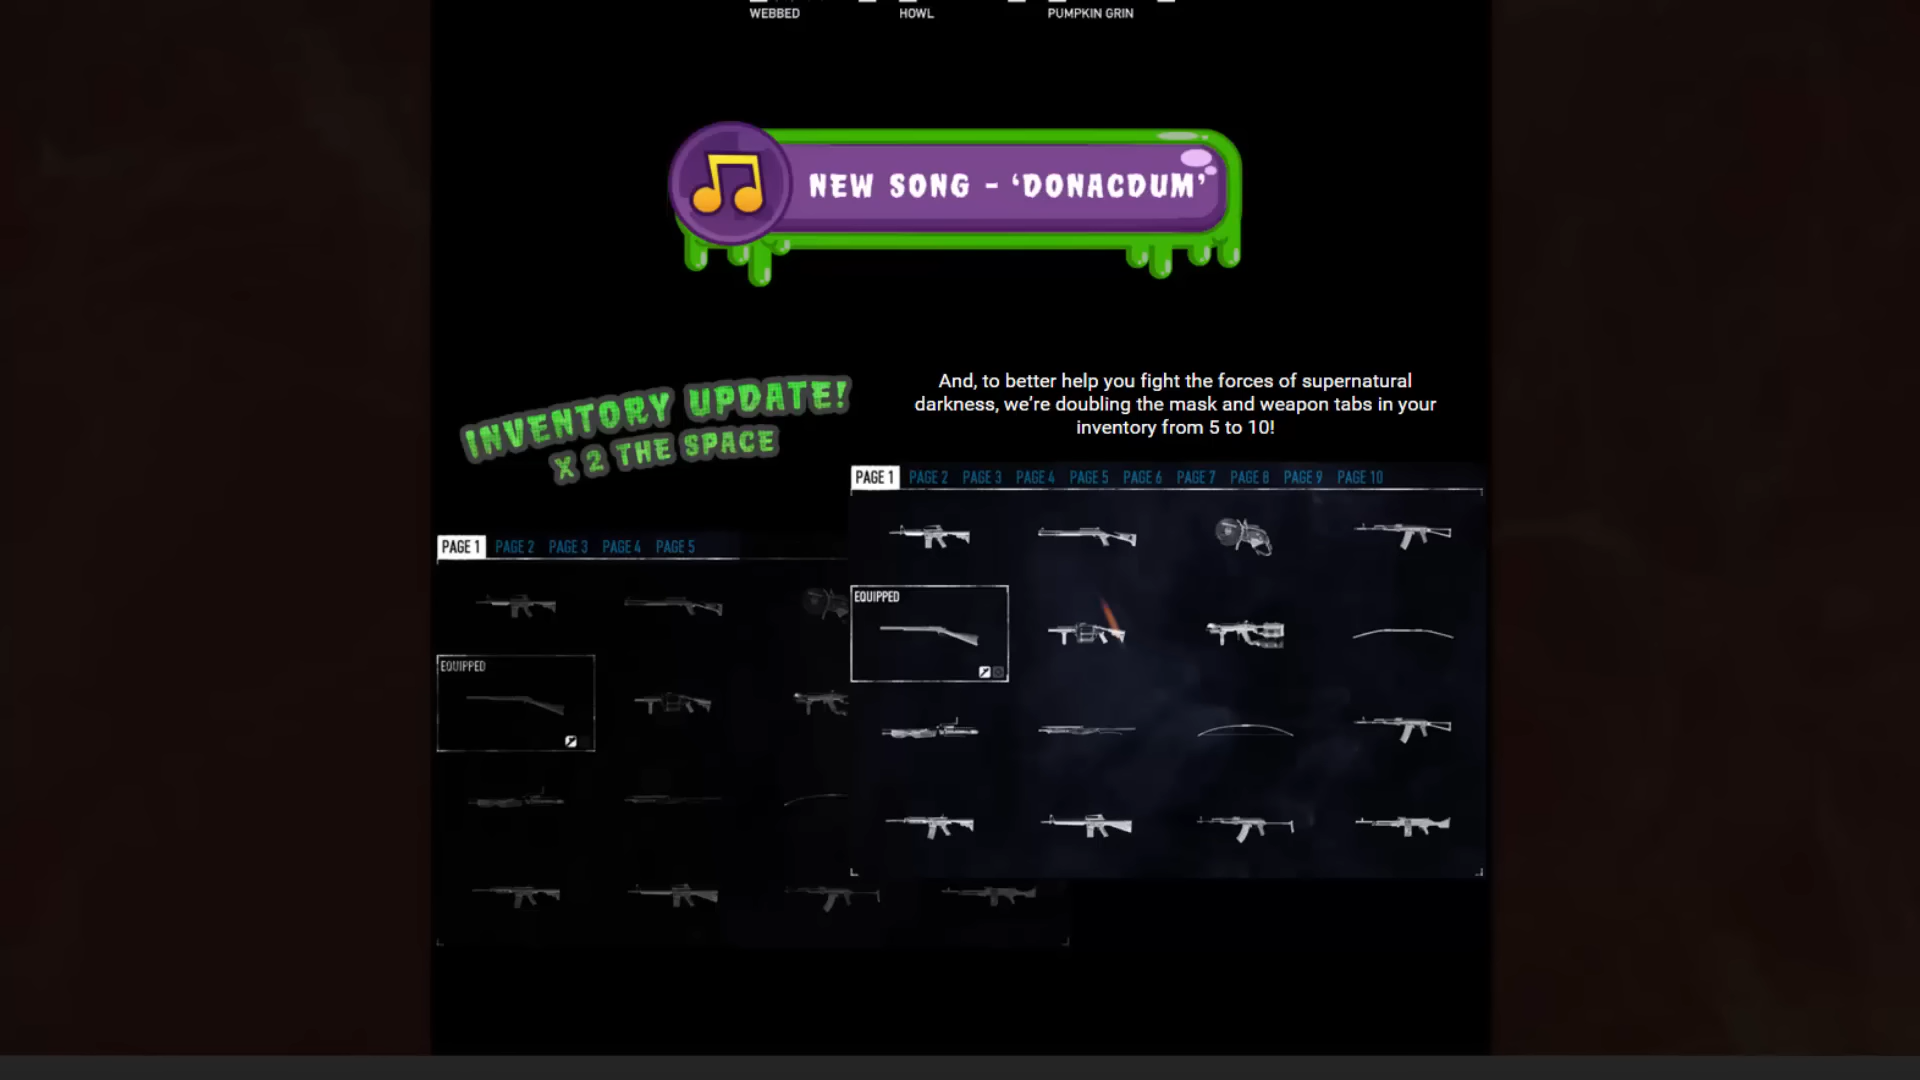 WEBBED HOWL PUMPKIN GRIN
NEW SONG - ‘DONACDUM’
INVENTORY UPDATE!
X 2 THE SPACE
And, to better help you fight the forces of supernatural
darkness, we’re doubling the mask and weapon tabs in your
inventory from 5 to 10!
PAGE 1 PAGE 2 PAGE 3 PAGE 4 PAGE 5 PAGE 6 PAGE 7 PAGE 8 PAGE 9 PAGE 10
EQUIPPED
PAGE 1 PAGE 2 PAGE 3 PAGE 4 PAGE 5
EQUIPPED